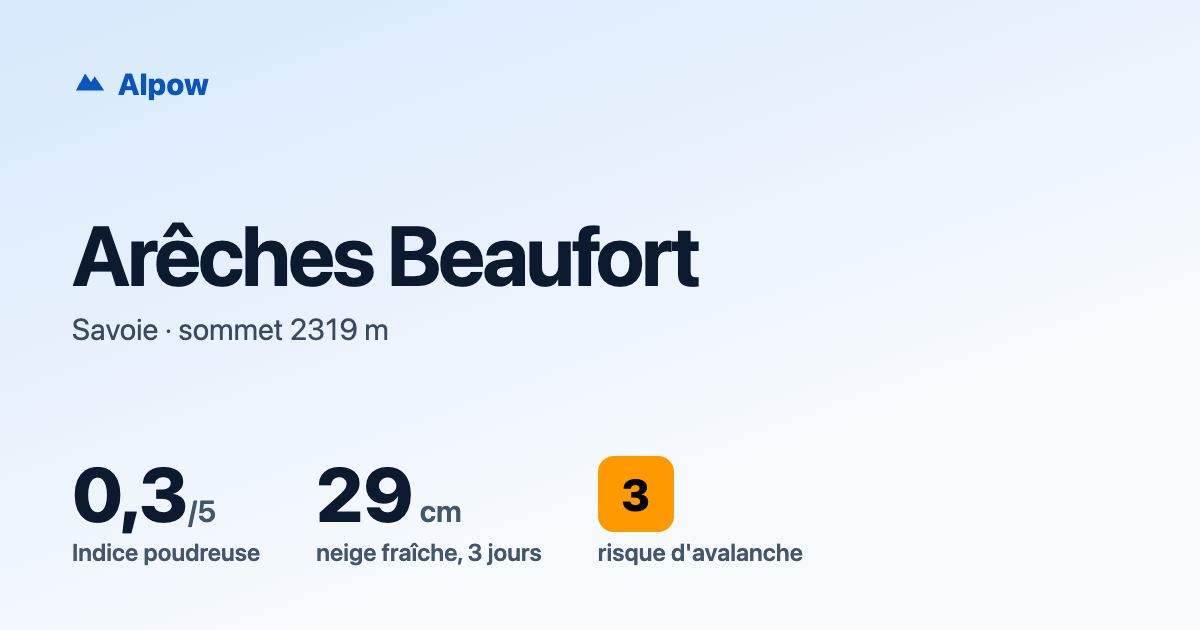 Alpow
Arêches Beaufort
Savoie · sommet 2319 m
0,3/5
Indice poudreuse
29 cm
neige fraîche, 3 jours
3
risque d'avalanche